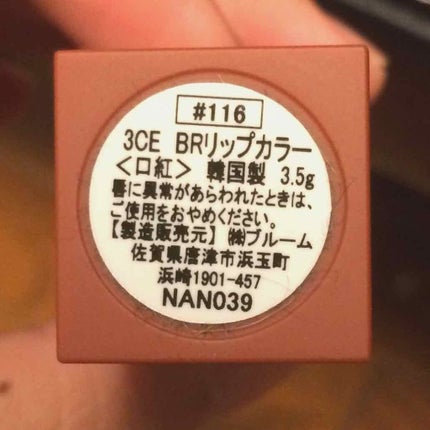 #116
3CE BRリップカラー
＜口紅＞ 韓国製 3.5g
唇に異常があらわれたときは、
ご使用をおやめください。
【製造販売元】 ㈱ブルーム
佐賀県唐津市浜玉町
浜崎1901-457
NAN039